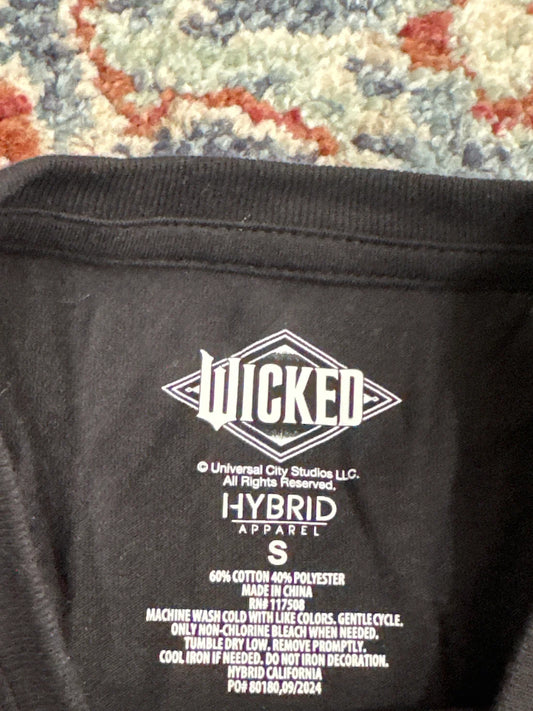 WICKED
© Universal City Studios LLC.
All Rights Reserved.
HYBRID
APPAREL
S
60% COTTON 40% POLYESTER
MADE IN CHINA
RN# 117508
MACHINE WASH COLD WITH LIKE COLORS. GENTLE CYCLE.
ONLY NON-CHLORINE BLEACH WHEN NEEDED.
TUMBLE DRY LOW. REMOVE PROMPTLY.
COOL IRON IF NEEDED. DO NOT IRON DECORATION.
HYBRID CALIFORNIA
PO# 80180,09/2024